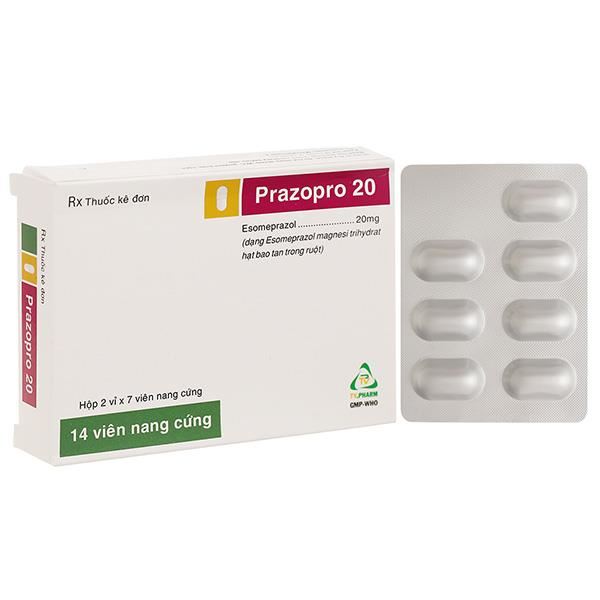 Rx Thuốc kê đơn
Prazopro 20
Esomeprazol....................20mg
(dạng Esomeprazol magnesi trihydrat
hạt bao tan trong ruột)
Hộp 2 vỉ x 7 viên nang cứng
14 viên nang cứng
TV.PHARM
GMP-WHO
Rx Thuốc kê đơn
Prazopro 20